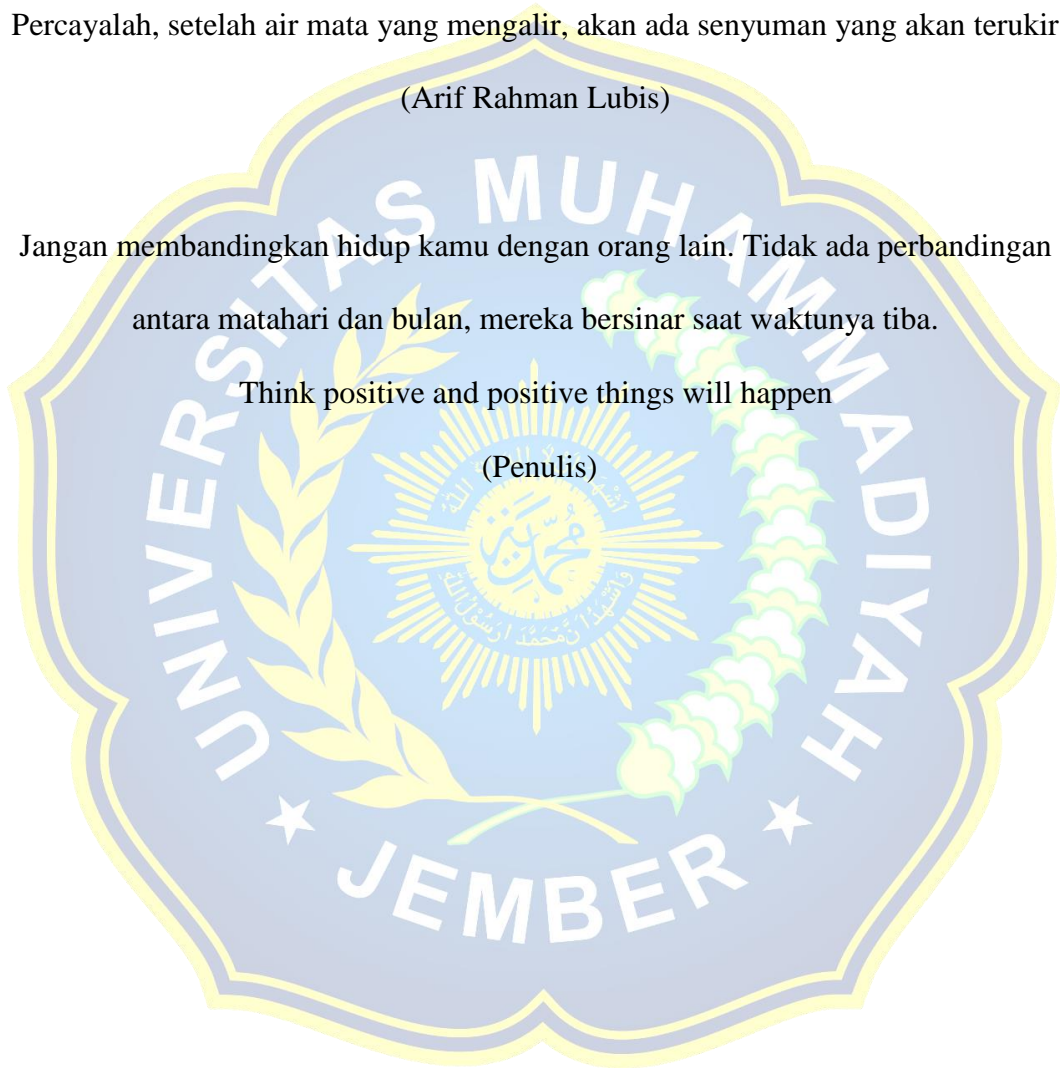 Percayalah, setelah air mata yang mengalir, akan ada senyuman yang akan terukir
(Arif Rahman Lubis)
Jangan membandingkan hidup kamu dengan orang lain. Tidak ada perbandingan
antara matahari dan bulan, mereka bersinar saat waktunya tiba.
Think positive and positive things will happen
(Penulis)
UNIVERSITAS MUHAMMADIYAH
JEMBER
محمد